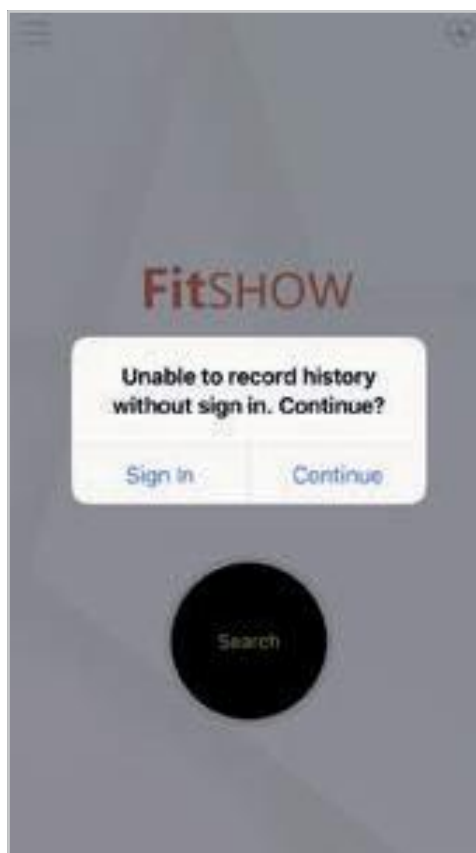 FitSHOW
Unable to record history
without sign in. Continue?
Sign In
Continue
Search